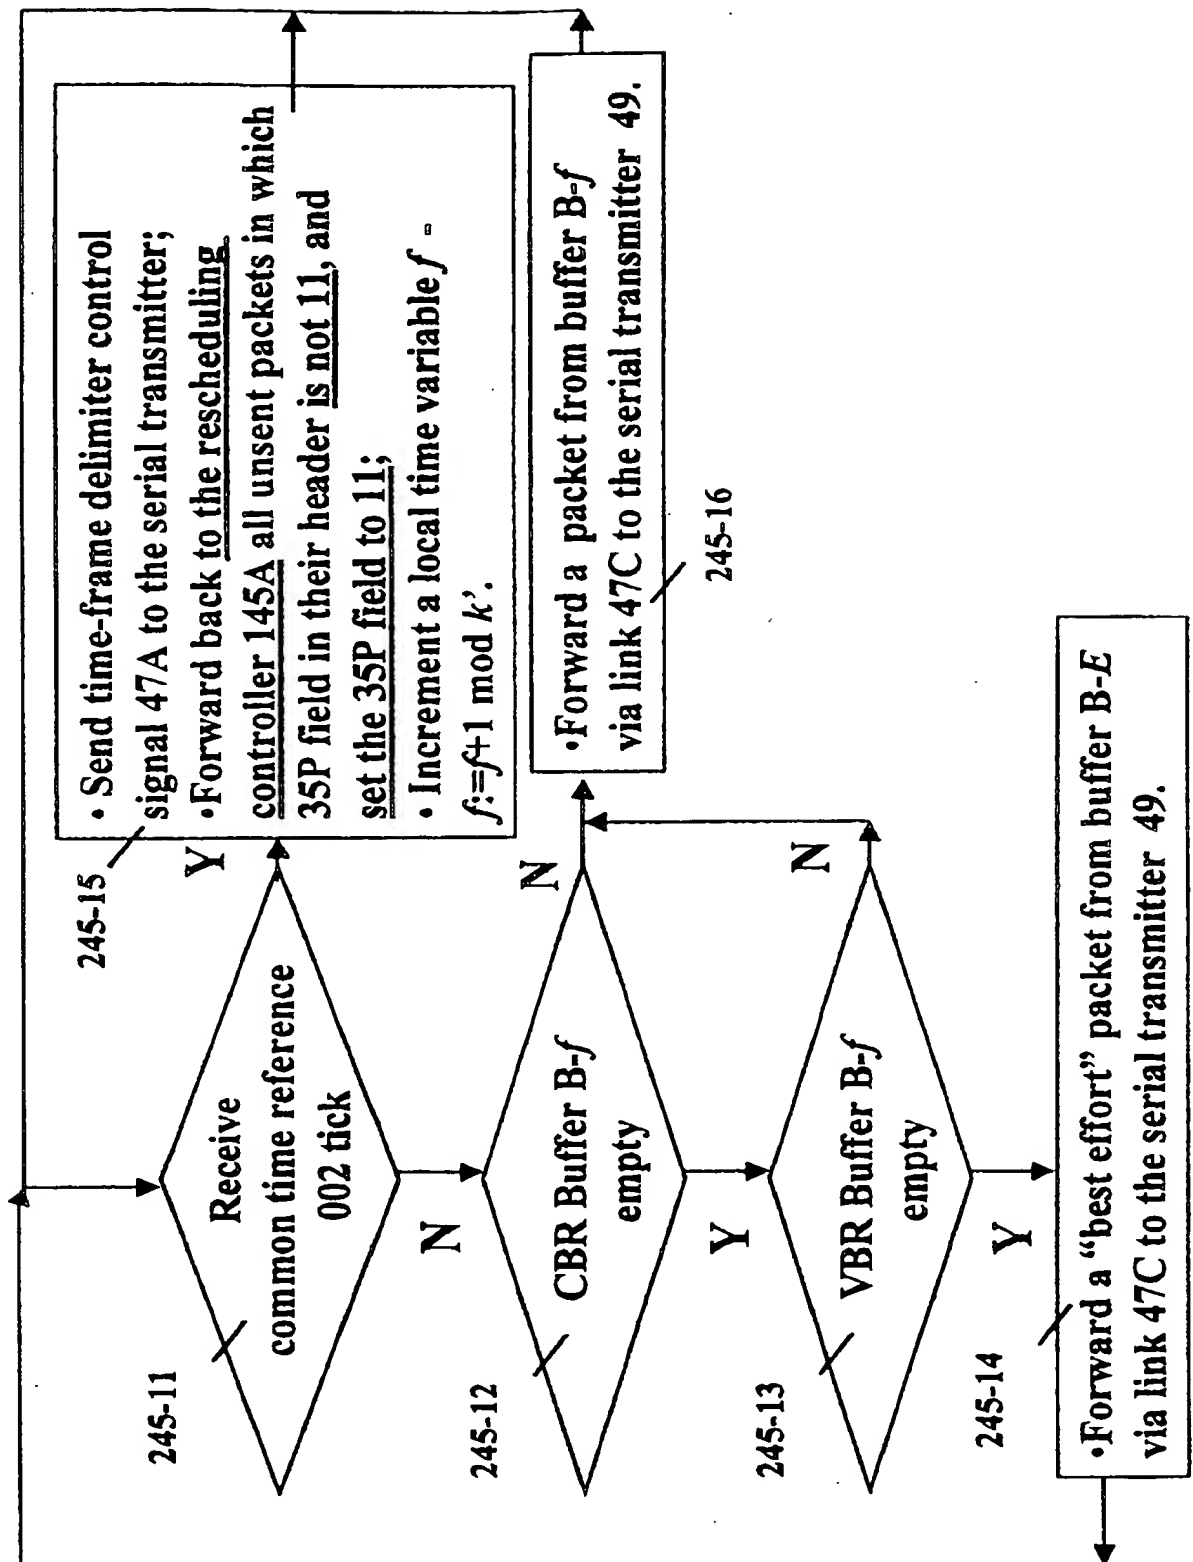 245-11
Receive
common time reference
002 tick
Y
245-15
• Send time-frame delimiter control
signal 47A to the serial transmitter;
•Forward back to the rescheduling
controller 145A all unsent packets in which
35P field in their header is not 11, and
set the 35P field to 11;
• Increment a local time variable f -
f:=f+1 mod k’.
N
245-12
CBR Buffer B-f
empty
N
•Forward a packet from buffer B-f
via link 47C to the serial transmitter 49.
245-16
Y
245-13
VBR Buffer B-f
empty
N
Y
245-14
•Forward a “best effort” packet from buffer B-E
via link 47C to the serial transmitter 49.